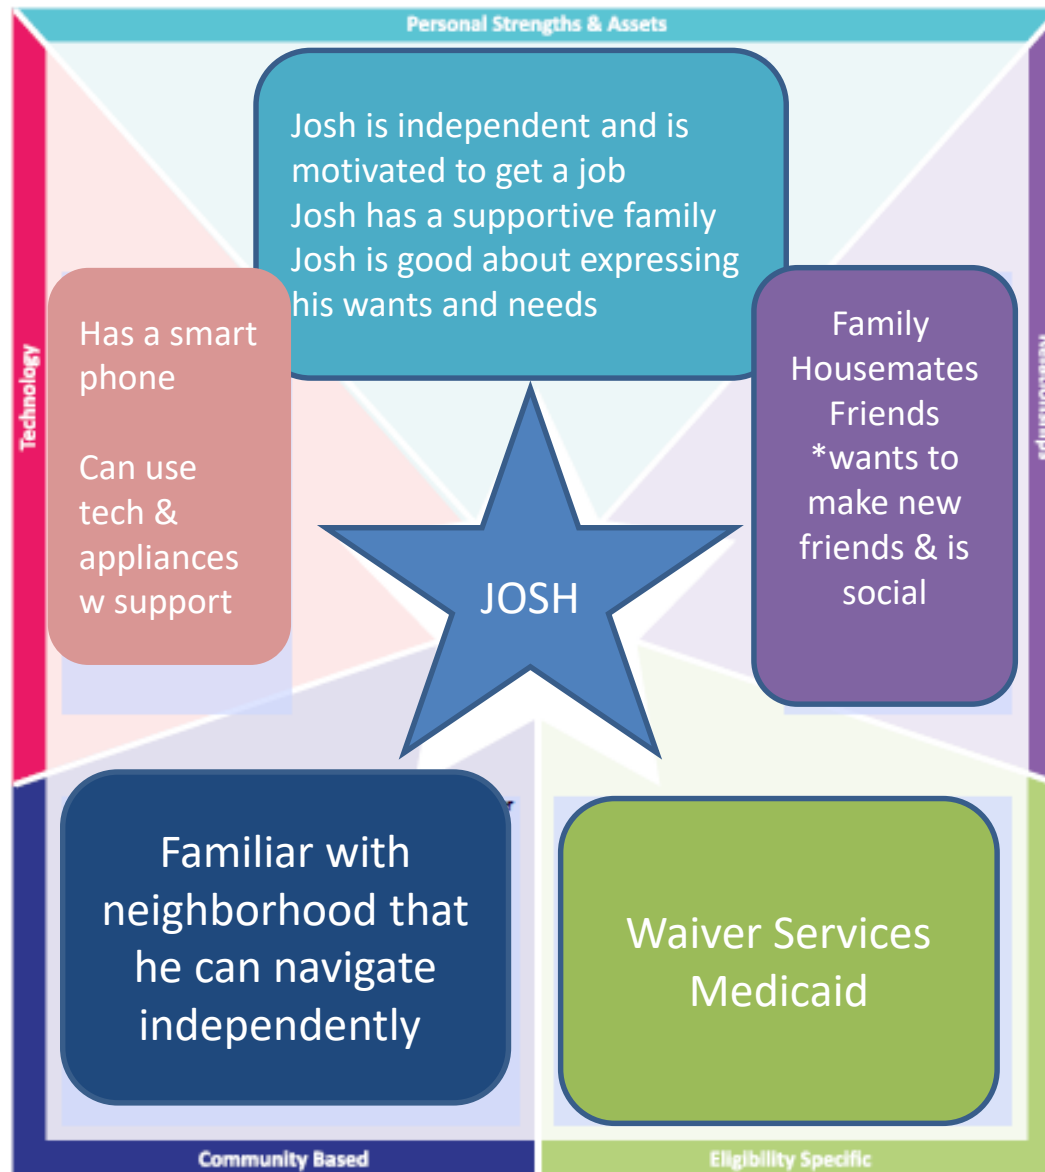 Personal Strengths & Assets
Josh is independent and is
motivated to get a job
Josh has a supportive family
Josh is good about expressing
his wants and needs
Technology
Has a smart
phone
Can use
tech &
appliances
w support
Relationships
Family
Housemates
Friends
*wants to
make new
friends & is
social
JOSH
Familiar with
neighborhood that
he can navigate
independently
Waiver Services
Medicaid
Community Based
Eligibility Specific